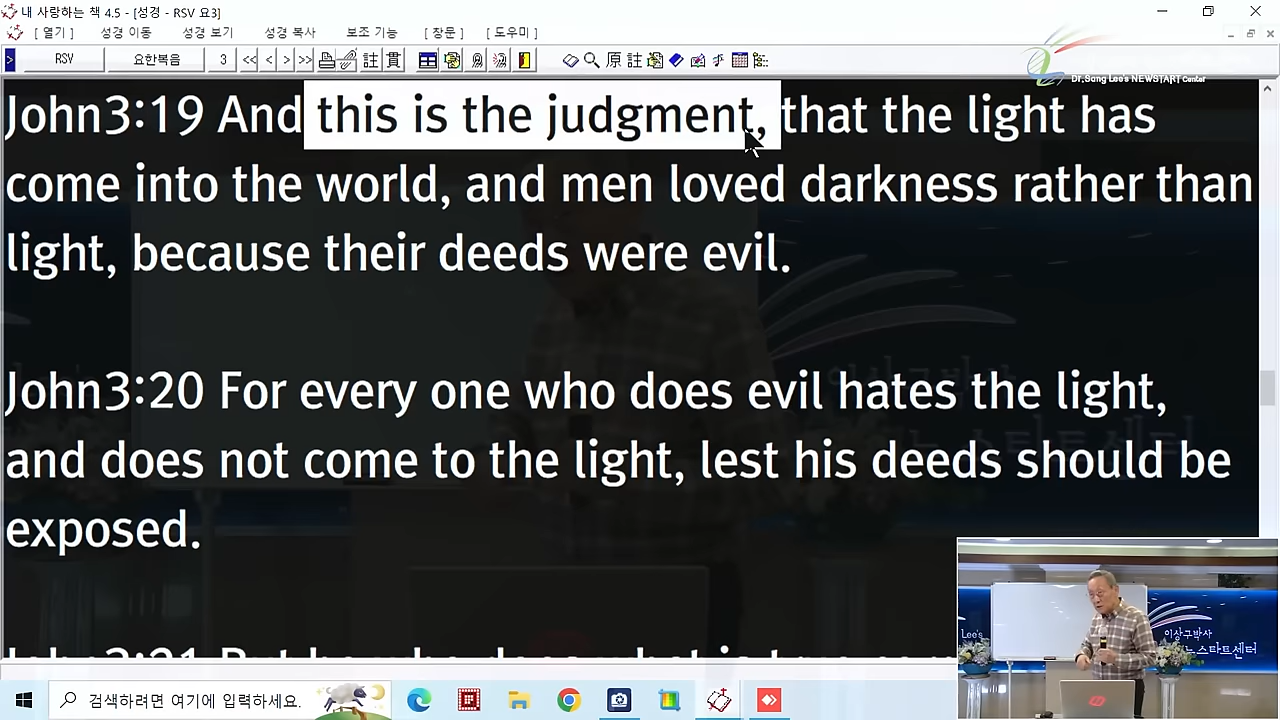 내 사랑하는 책 4.5 - [성경 - RSV 요3]
[ 열기 ] 성경 이동 성경 보기 성경 복사 보조 기능 [ 장문 ] [ 도우미 ]
> RSV 요한복음 3 << < > >> 註 貫 原 註
Dr. Sang Lee's NEWSTART Center
John3:19 And this is the judgment, that the light has
come into the world, and men loved darkness rather than
light, because their deeds were evil.
John3:20 For every one who does evil hates the light,
and does not come to the light, lest his deeds should be
exposed.
Lee's
이상구박사
뉴스타트센터
검색하려면 여기에 입력하세요.